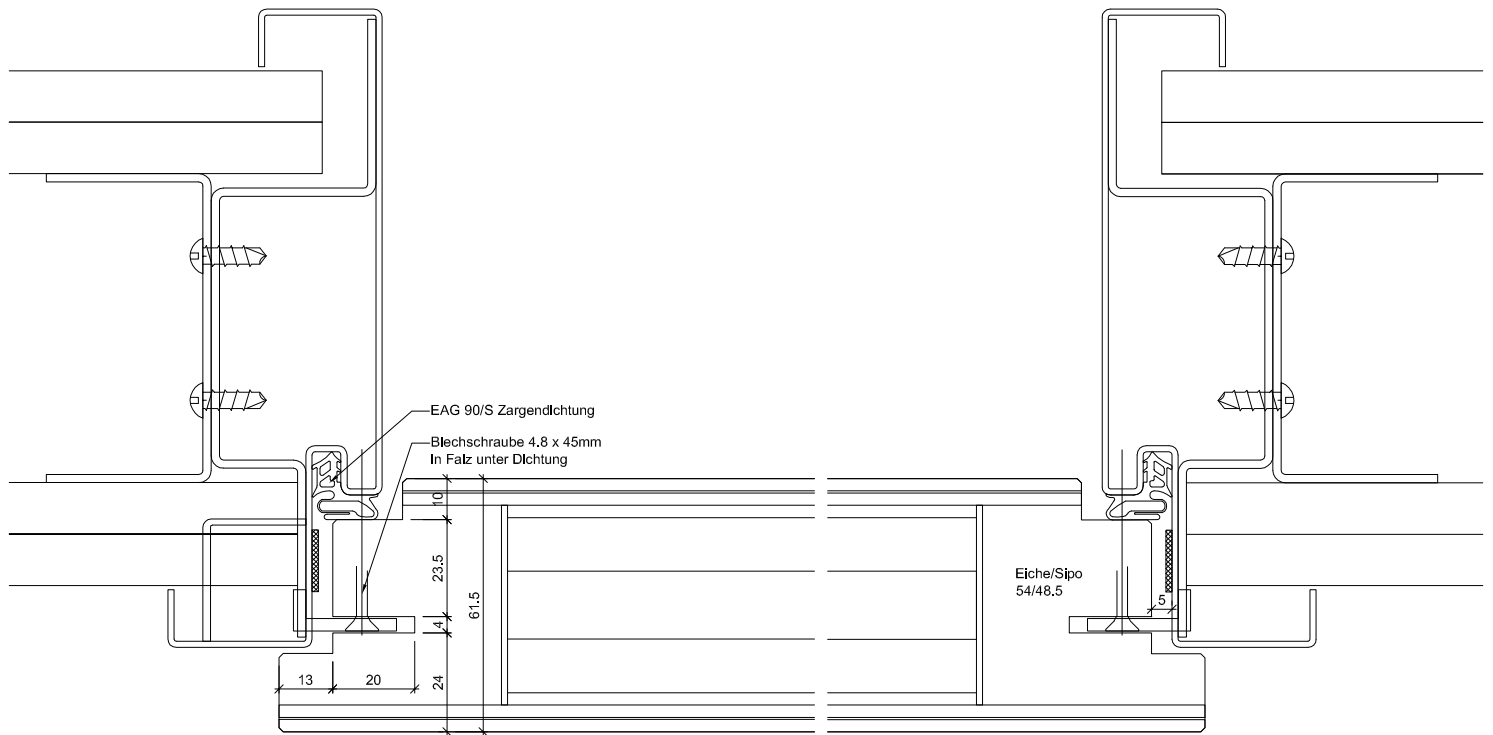 EAG 90/S Zargendichtung
Blechschraube 4.8 x 45mm
In Falz unter Dichtung
10
23.5
61.5
4
24
13
20
Eiche/Sipo
54/48.5
5